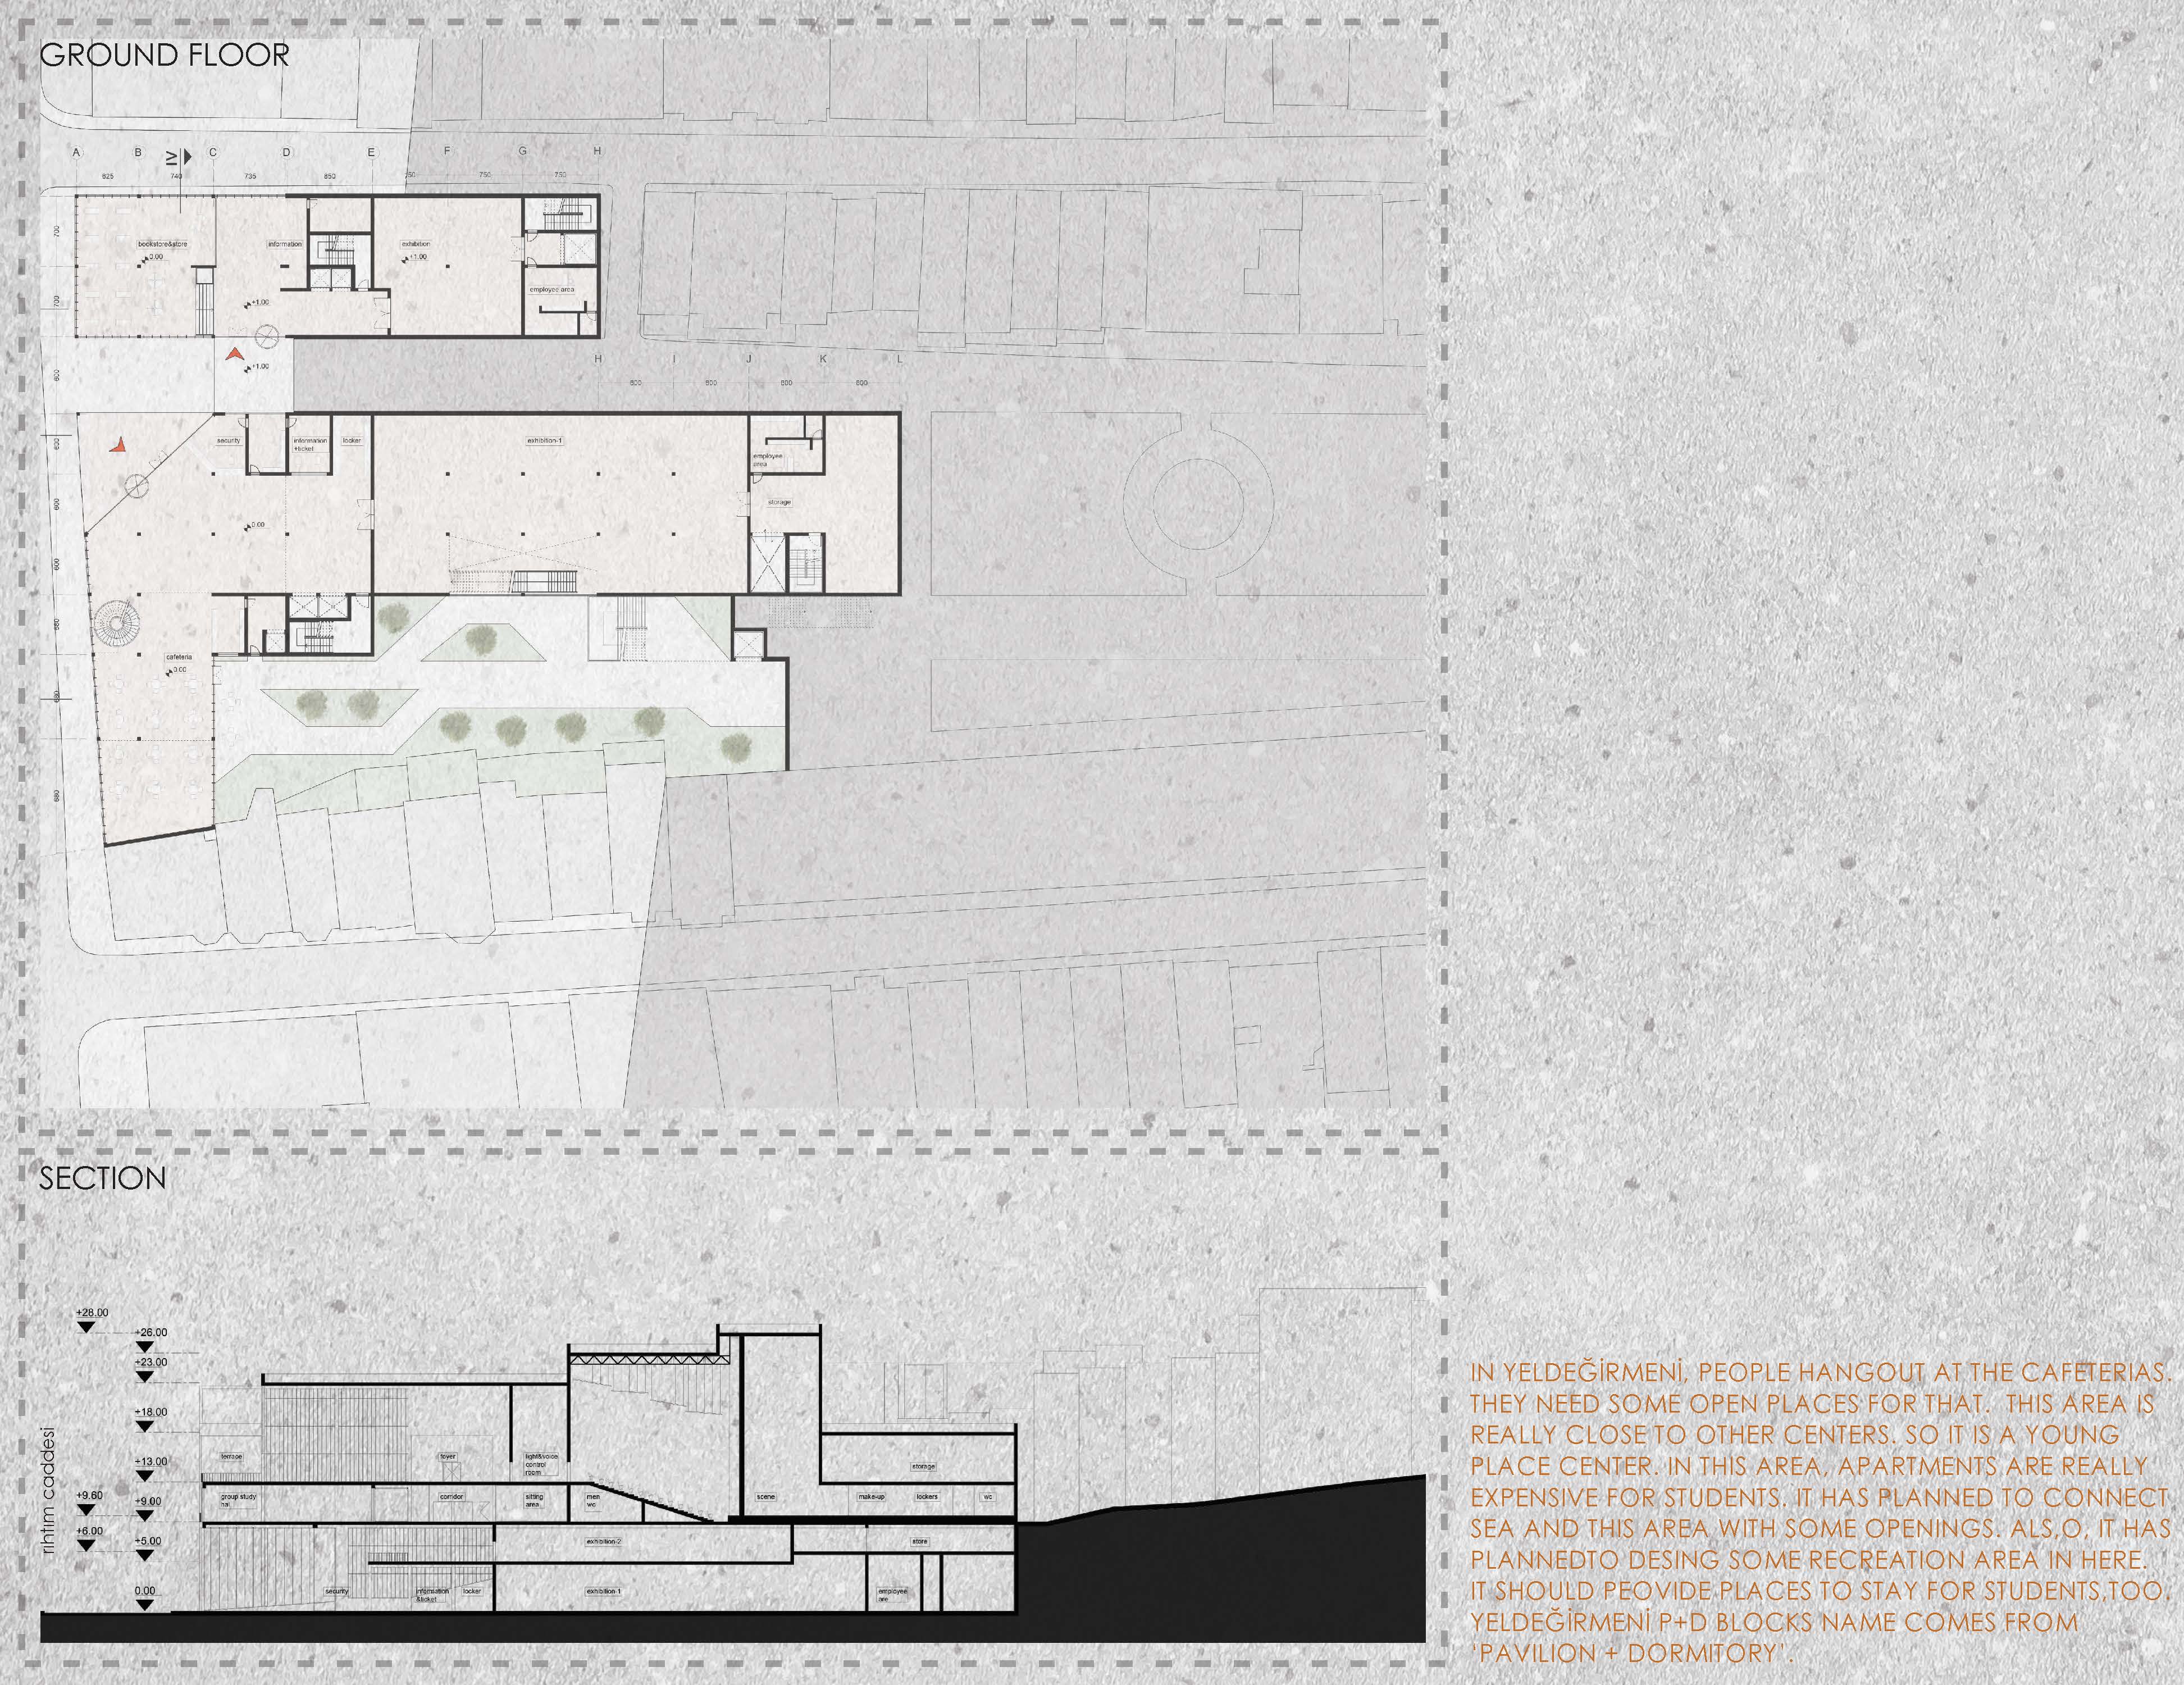 GROUND FLOOR
A B C D E F G H
625 740 735 850 750 750 750
700
bookstore&store
0.00
information
exhibition
+1.00
700
+1.00
employee area
600
+1.00
H I J K L
800 800 800 800
600
security
information
+ticket
locker
exhibition-1
employee
area
600
storage
0.00
600
680
cafeteria
0.00
680
680
SECTION
+28.00
+26.00
+23.00
+18.00
+13.00
+9.60
+9.00
+6.00
+5.00
0.00
rıhtım caddesi
terrace
foyer
light&voice
control
room
storage
group study
corridor
sitting
area
men
wc
scene
make-up
lockers
wc
exhibition-2
store
security
information
&ticket
locker
exhibition-1
employee
are
IN YELDEĞİRMENİ, PEOPLE HANGOUT AT THE CAFETERIAS.
THEY NEED SOME OPEN PLACES FOR THAT. THIS AREA IS
REALLY CLOSE TO OTHER CENTERS. SO IT IS A YOUNG
PLACE CENTER. IN THIS AREA, APARTMENTS ARE REALLY
EXPENSIVE FOR STUDENTS. IT HAS PLANNED TO CONNECT
SEA AND THIS AREA WITH SOME OPENINGS. ALS,O, IT HAS
PLANNEDTO DESING SOME RECREATION AREA IN HERE.
IT SHOULD PEOVIDE PLACES TO STAY FOR STUDENTS,TOO.
YELDEĞİRMENİ P+D BLOCKS NAME COMES FROM
'PAVILION + DORMITORY'.